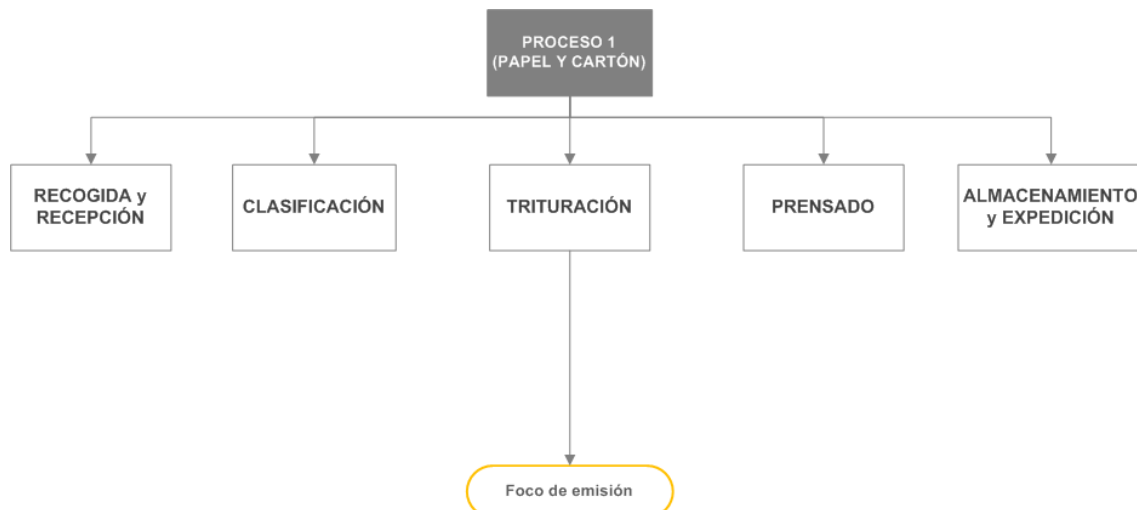 PROCESO 1
(PAPEL Y CARTÓN)
RECOGIDA y
RECEPCIÓN
CLASIFICACIÓN
TRITURACIÓN
PRENSADO
ALMACENAMIENTO
y EXPEDICIÓN
Foco de emisión